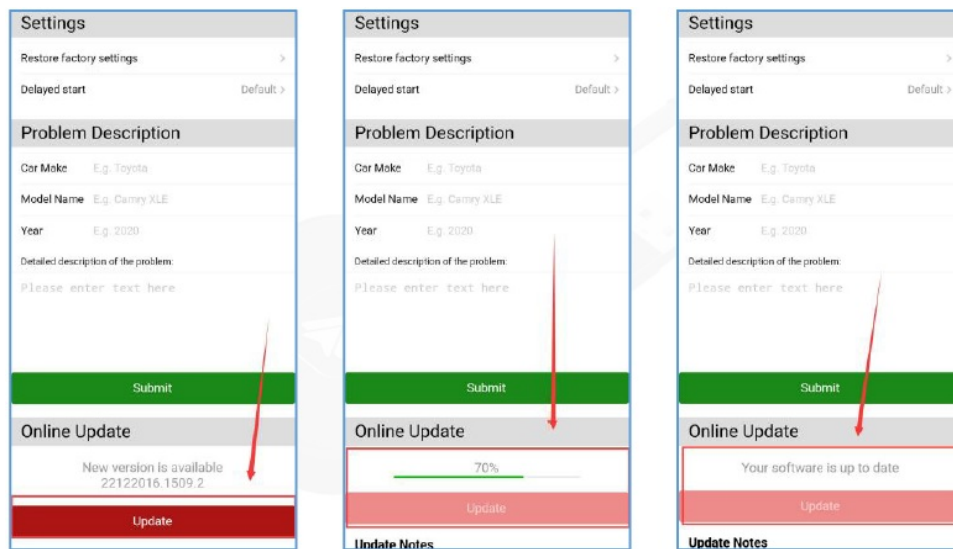 Settings
Restore factory settings >
Delayed start Default >
Problem Description
Car Make E.g. Toyota
Model Name E.g. Camry XLE
Year E.g. 2020
Detailed description of the problem:
Please enter text here
Submit
Online Update
New version is available
22122016.1509.2
Update
Settings
Restore factory settings >
Delayed start Default >
Problem Description
Car Make E.g. Toyota
Model Name E.g. Camry XLE
Year E.g. 2020
Detailed description of the problem:
Please enter text here
Submit
Online Update
70%
Update
Update Notes
Settings
Restore factory settings >
Delayed start Default >
Problem Description
Car Make E.g. Toyota
Model Name E.g. Camry XLE
Year E.g. 2020
Detailed description of the problem:
Please enter text here
Submit
Online Update
Your software is up to date
Update
Update Notes